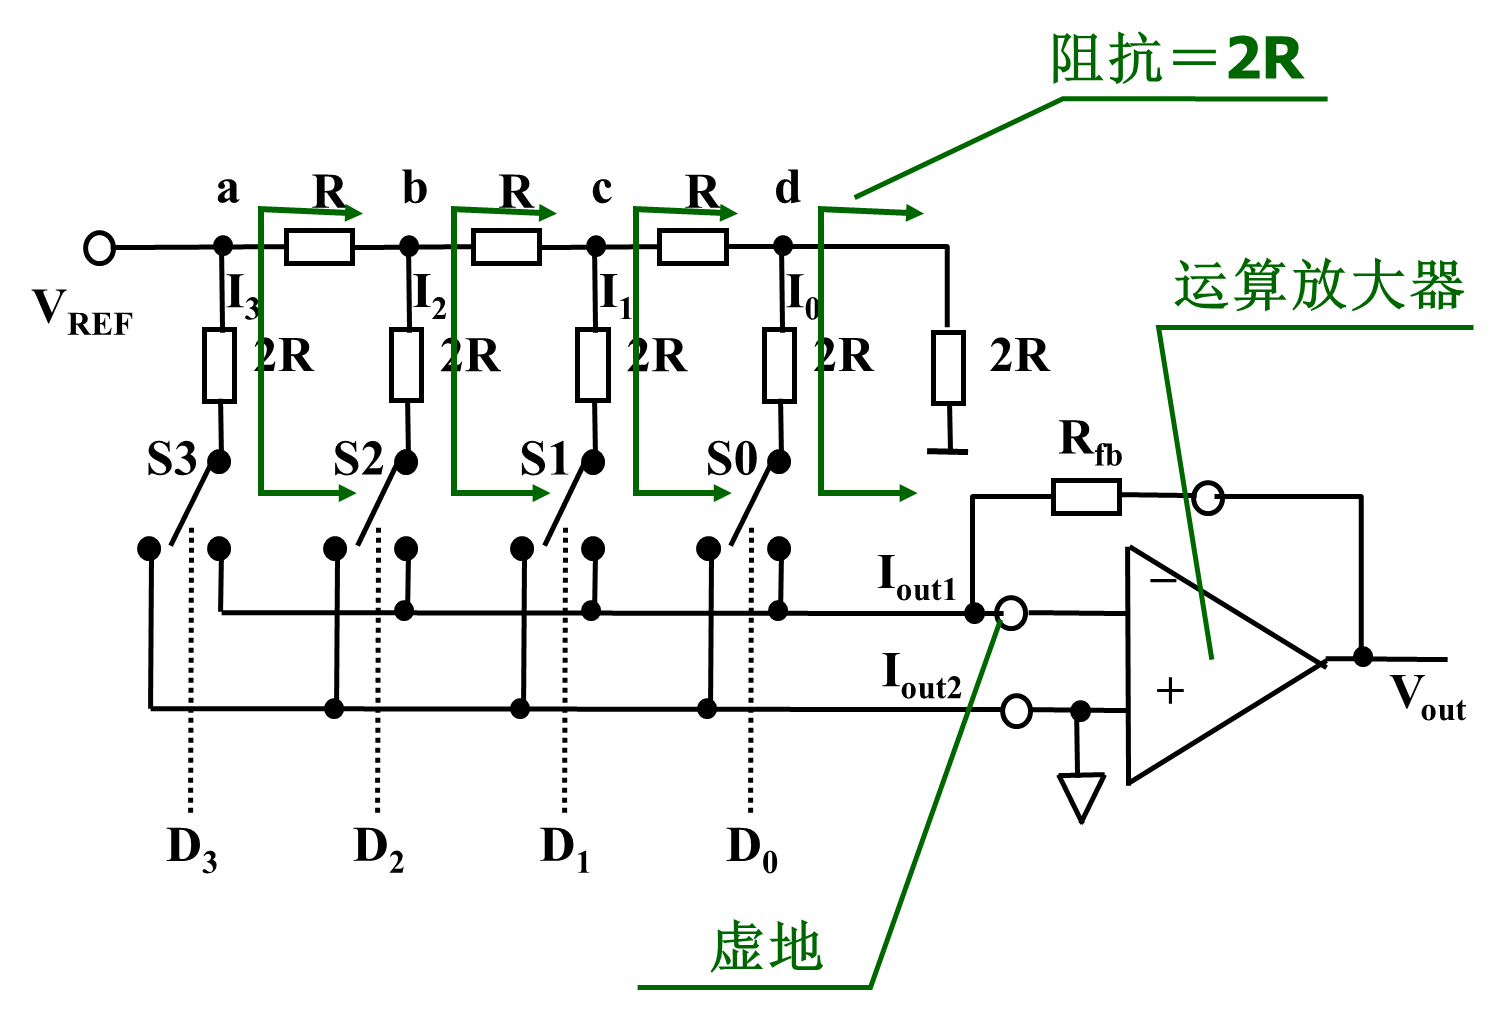 阻抗＝2R
a R b R c R d
运算放大器
I3 I2 I1 I0
VREF
2R 2R 2R 2R 2R
Rfb
S3 S2 S1 S0
Iout1
−
Iout2
+
Vout
D3 D2 D1 D0
虚地